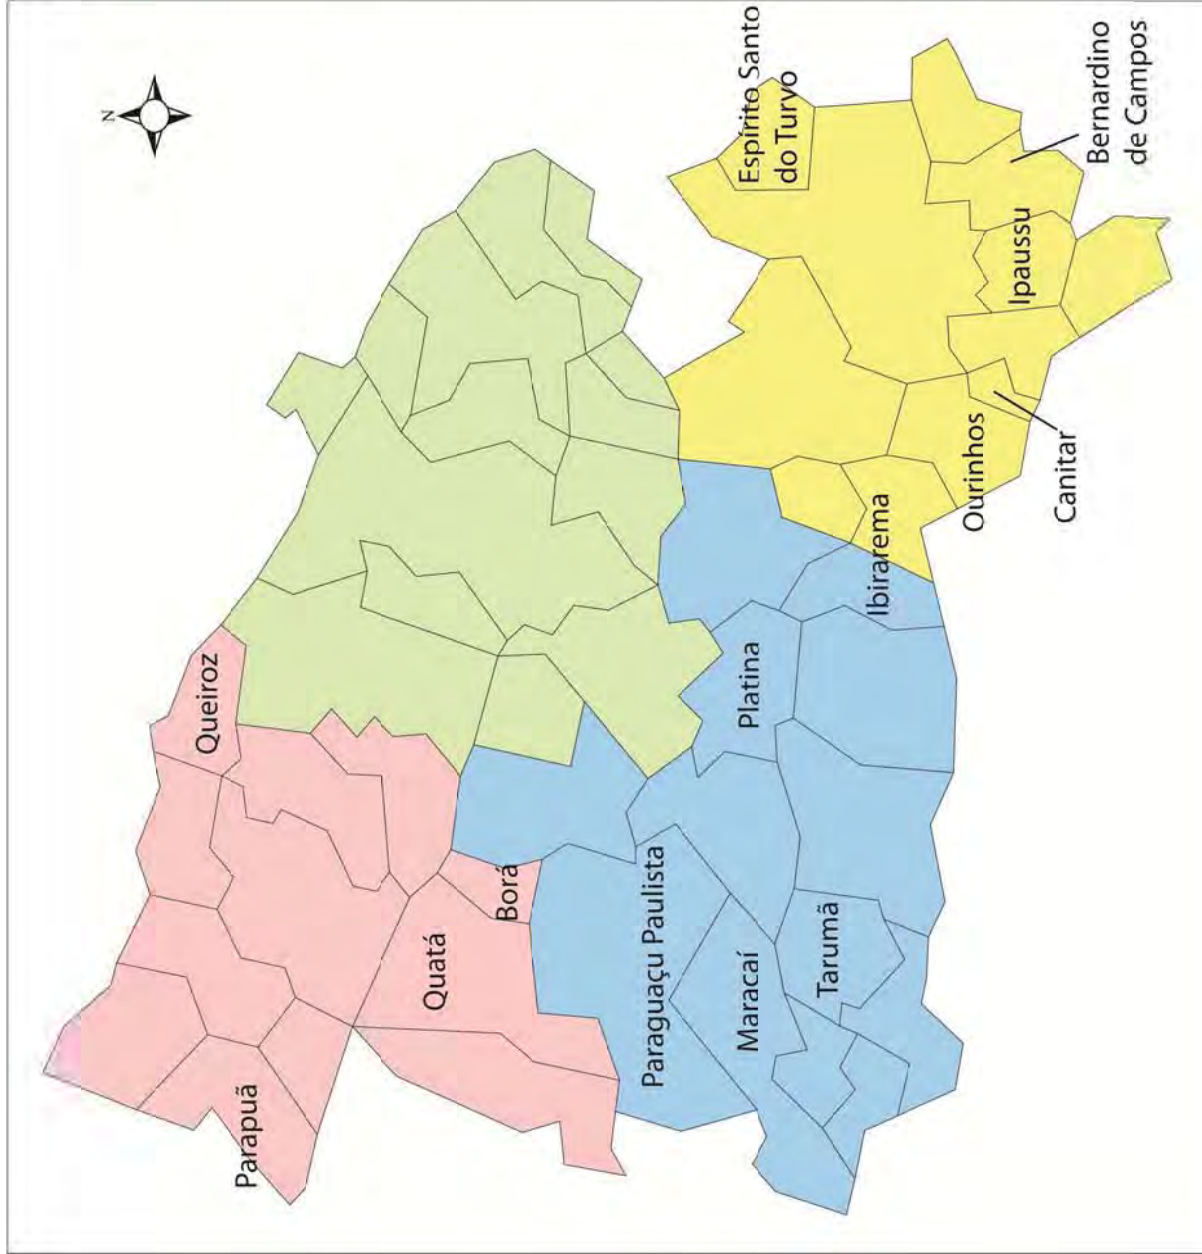 N
Parapuã
Queiroz
Quatá
Borá
Paraguaçu Paulista
Maracaí
Tarumã
Platina
Ibirarema
Ourinhos
Canitar
Ipaussu
Espírito Santo
do Turvo
Bernardino
de Campos